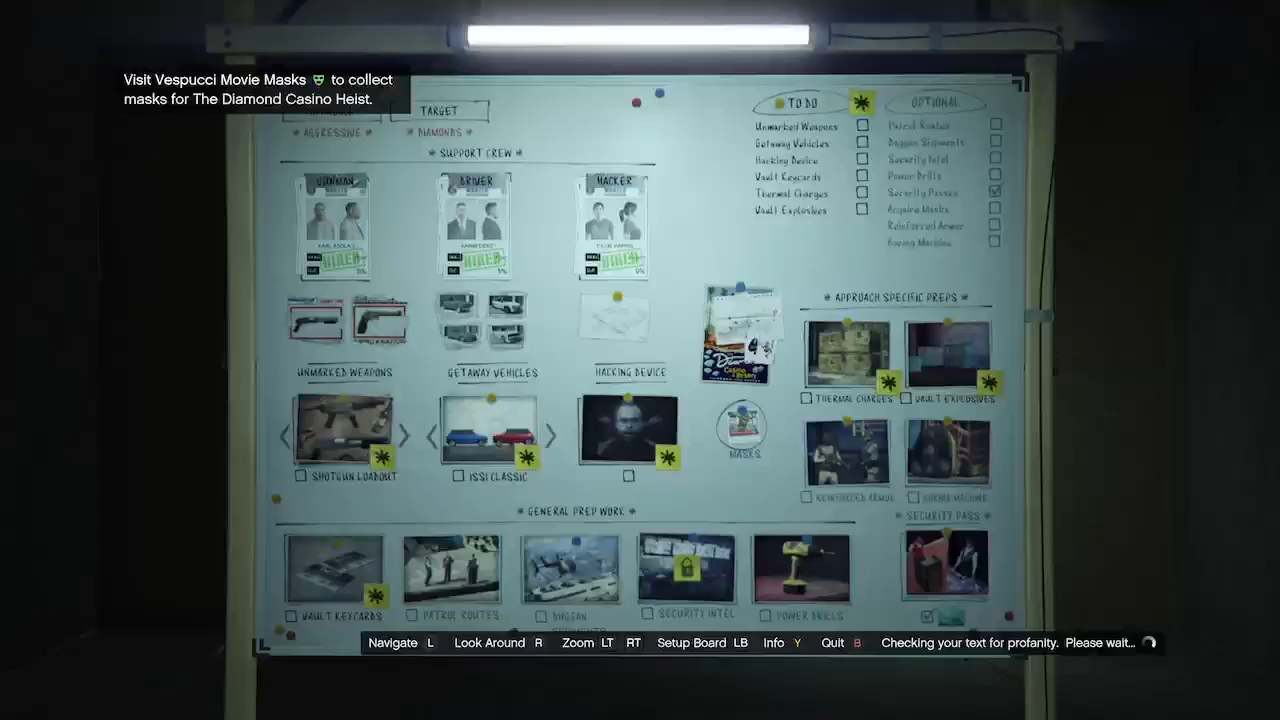 Visit Vespucci Movie Masks to collect
masks for The Diamond Casino Heist.
TARGET
AGGRESSIVE
DIAMONDS
SUPPORT CREW
GUNMAN
DRIVER
HACKER
HIRED
HIRED
HIRED
5%
TO DO
Unmarked Weapons
Getaway Vehicles
Hacking Device
Vault Keycards
Thermal Charges
Vault Explosives
OPTIONAL
Patrol Routes
Duggan Shipments
Security Intel
Power Drills
Security Passes
Acquire Masks
Reinforced Armor
Boring Machine
APPROACH SPECIFIC PREPS
THERMAL CHARGES
VAULT EXPLOSIVES
REINFORCED ARMOR
BORING MACHINE
UNMARKED WEAPONS
GETAWAY VEHICLES
HACKING DEVICE
SHOTGUN LOADOUT
ISSI CLASSIC
MASKS
GENERAL PREP WORK
SECURITY PASS
VAULT KEYCARDS
PATROL ROUTES
DUGGAN
SECURITY INTEL
POWER DRILLS
Navigate L Look Around R Zoom LT RT Setup Board LB Info Y Quit B Checking your text for profanity. Please wait...